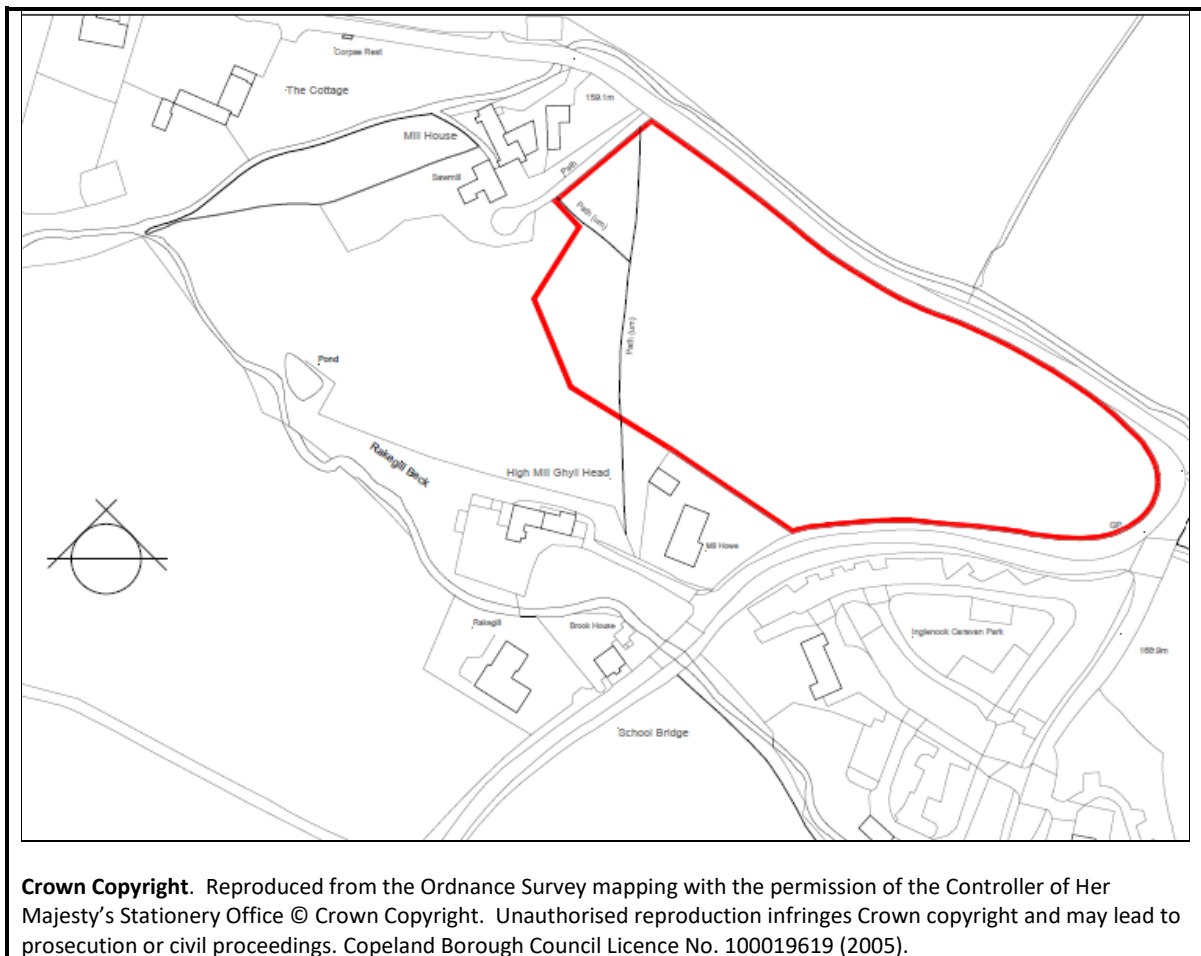 Corpse Rest
The Cottage
159.1m
Mill House
Sawmill
Path
Path (um)
Path (um)
Pond
Rakegill Beck
High Mill Ghyll Head
Mill Howe
GP
Rakegill
Brook House
Inglenook Caravan Park
School Bridge
Crown Copyright. Reproduced from the Ordnance Survey mapping with the permission of the Controller of Her
Majesty's Stationery Office © Crown Copyright. Unauthorised reproduction infringes Crown copyright and may lead to
prosecution or civil proceedings. Copeland Borough Council Licence No. 100019619 (2005).